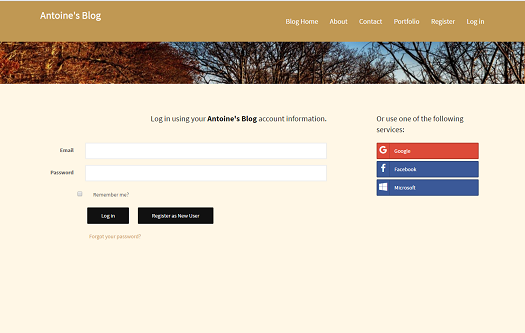 Antoine's Blog
Blog Home About Contact Portfolio Register Log in
Log in using your Antoine's Blog account information.
Email
Password
Remember me?
Log in Register as New User
Forgot your password?
Or use one of the following
services:
G Google
f Facebook
Microsoft